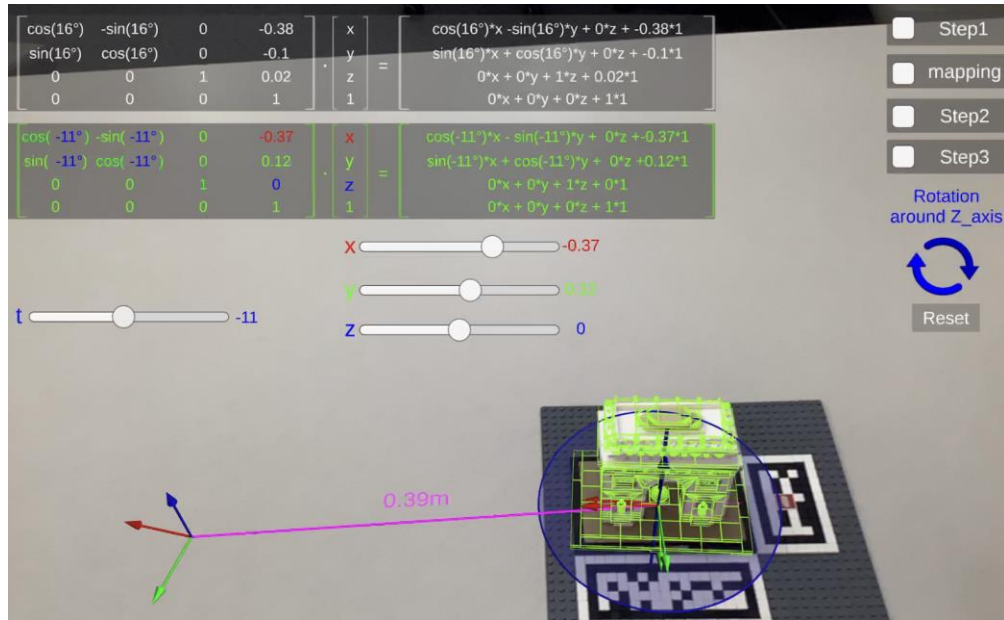 cos(16°) -sin(16°) 0 -0.38 x cos(16°)*x -sin(16°)*y + 0*z + -0.38*1
sin(16°) cos(16°) 0 -0.1 y sin(16°)*x + cos(16°)*y + 0*z + -0.1*1
0 0 1 0.02 · z = 0*x + 0*y + 1*z + 0.02*1
0 0 0 1 1 0*x + 0*y + 0*z + 1*1
cos( -11°) -sin( -11°) 0 -0.37 x cos(-11°)*x - sin(-11°)*y + 0*z +-0.37*1
sin( -11°) cos( -11°) 0 0.12 y sin(-11°)*x + cos(-11°)*y + 0*z +0.12*1
0 0 1 0 · z = 0*x + 0*y + 1*z + 0*1
0 0 0 1 1 0*x + 0*y + 0*z + 1*1
x -0.37
y 0.12
z 0
t -11
Step1
mapping
Step2
Step3
Rotation
around Z_axis
Reset
0.39m